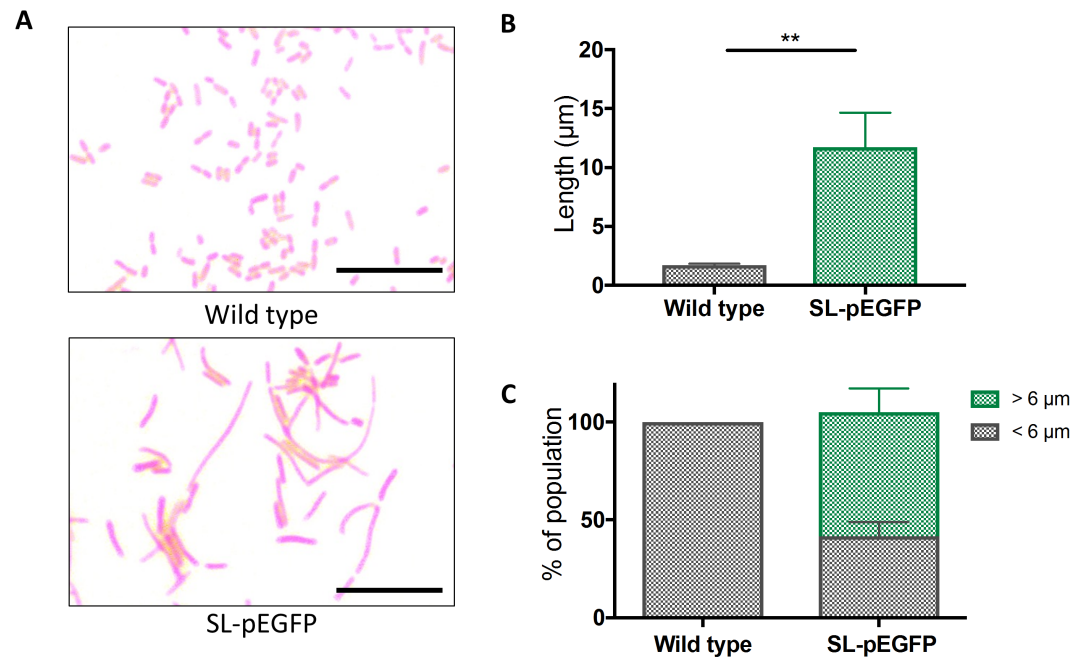 A
Wild type
SL-pEGFP
B
**
Length (µm)
20
15
10
5
0
Wild type
SL-pEGFP
C
% of population
100
50
0
Wild type
SL-pEGFP
> 6 µm
< 6 µm